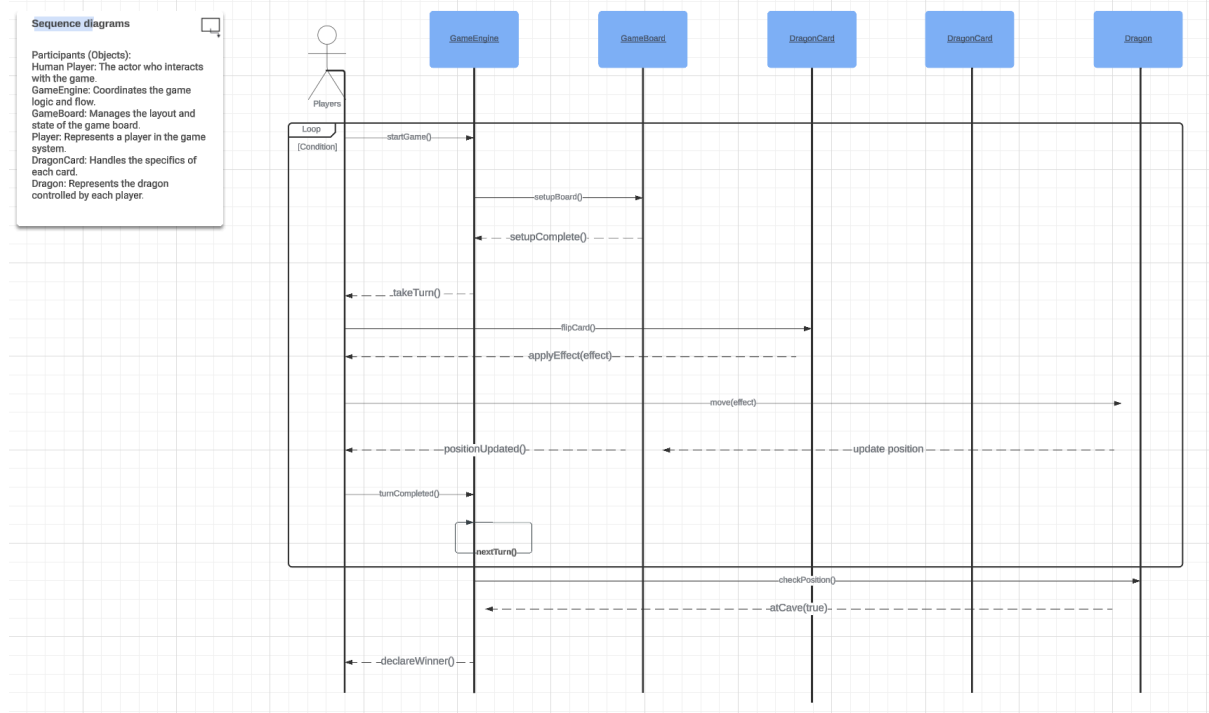 Sequence diagrams
Participants (Objects):
Human Player: The actor who interacts
with the game.
GameEngine: Coordinates the game
logic and flow.
GameBoard: Manages the layout and
state of the game board.
Player: Represents a player in the game
system.
DragonCard: Handles the specifics of
each card.
Dragon: Represents the dragon
controlled by each player.
Players
GameEngine
GameBoard
DragonCard
DragonCard
Dragon
Loop
[Condition]
startGame()
setupBoard()
setupComplete()
takeTurn()
flipCard()
applyEffect(effect)
move(effect)
positionUpdated()
update position
turnCompleted()
nextTurn()
checkPosition()
atCave(true)
declareWinner()